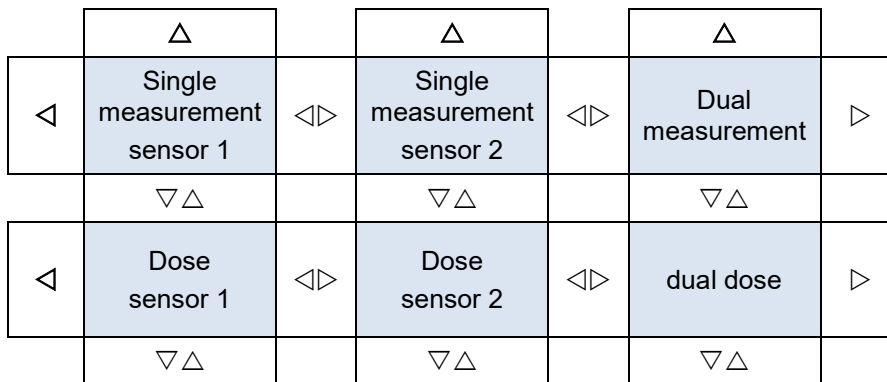 △ △ △
Single measurement sensor 1
Single measurement sensor 2
Dual measurement
◁ ◁▷ ◁▷ ▷
▽△ ▽△ ▽△
Dose sensor 1
Dose sensor 2
dual dose
◁ ◁▷ ◁▷ ▷
▽△ ▽△ ▽△